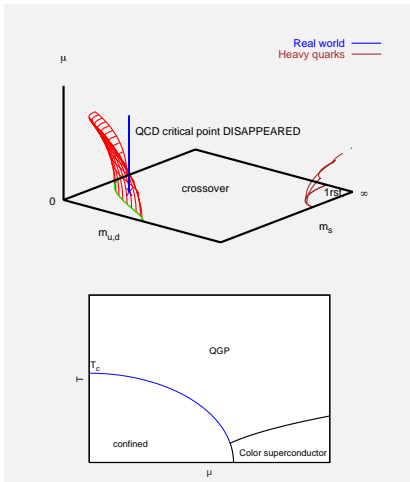 Real world
Heavy quarks
μ
QCD critical point DISAPPEARED
crossover
1rst
0
∞
m_s
m_{u,d}
T_c
QGP
T
confined
Color superconductor
μ